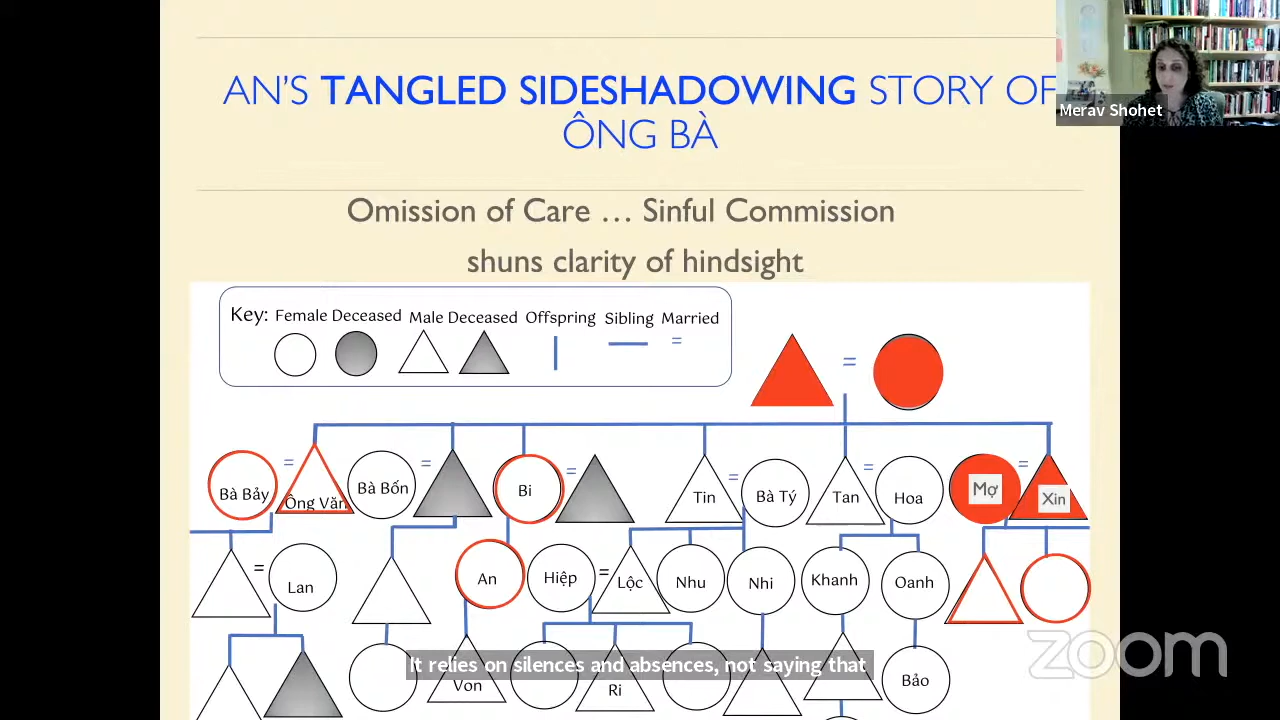 AN'S TANGLED SIDESHADOWING STORY OF
ÔNG BÀ
Merav Shohet
Omission of Care … Sinful Commission
shuns clarity of hindsight
Key: Female Deceased Male Deceased Offspring Sibling Married
=
=
= = = = = =
Bà Bảy
Ông Văn
Bà Bốn
Bi
Tin
Bà Tý
Tan
Hoa
Mợ
Xin
= =
Lan
An
Hiệp
Lộc
Nhu
Nhi
Khanh
Oanh
It relies on silences and absences, not saying that
Von
Ri
Bảo
zoom